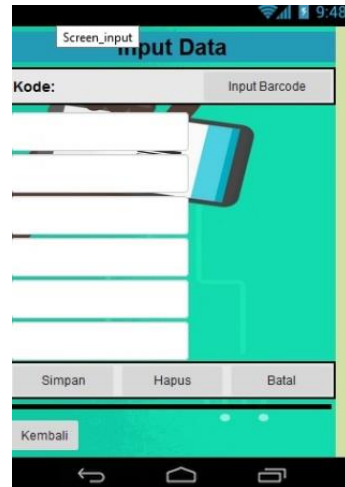 9:48
Screen_input
Input Data
Kode:
Input Barcode
Simpan Hapus Batal
Kembali